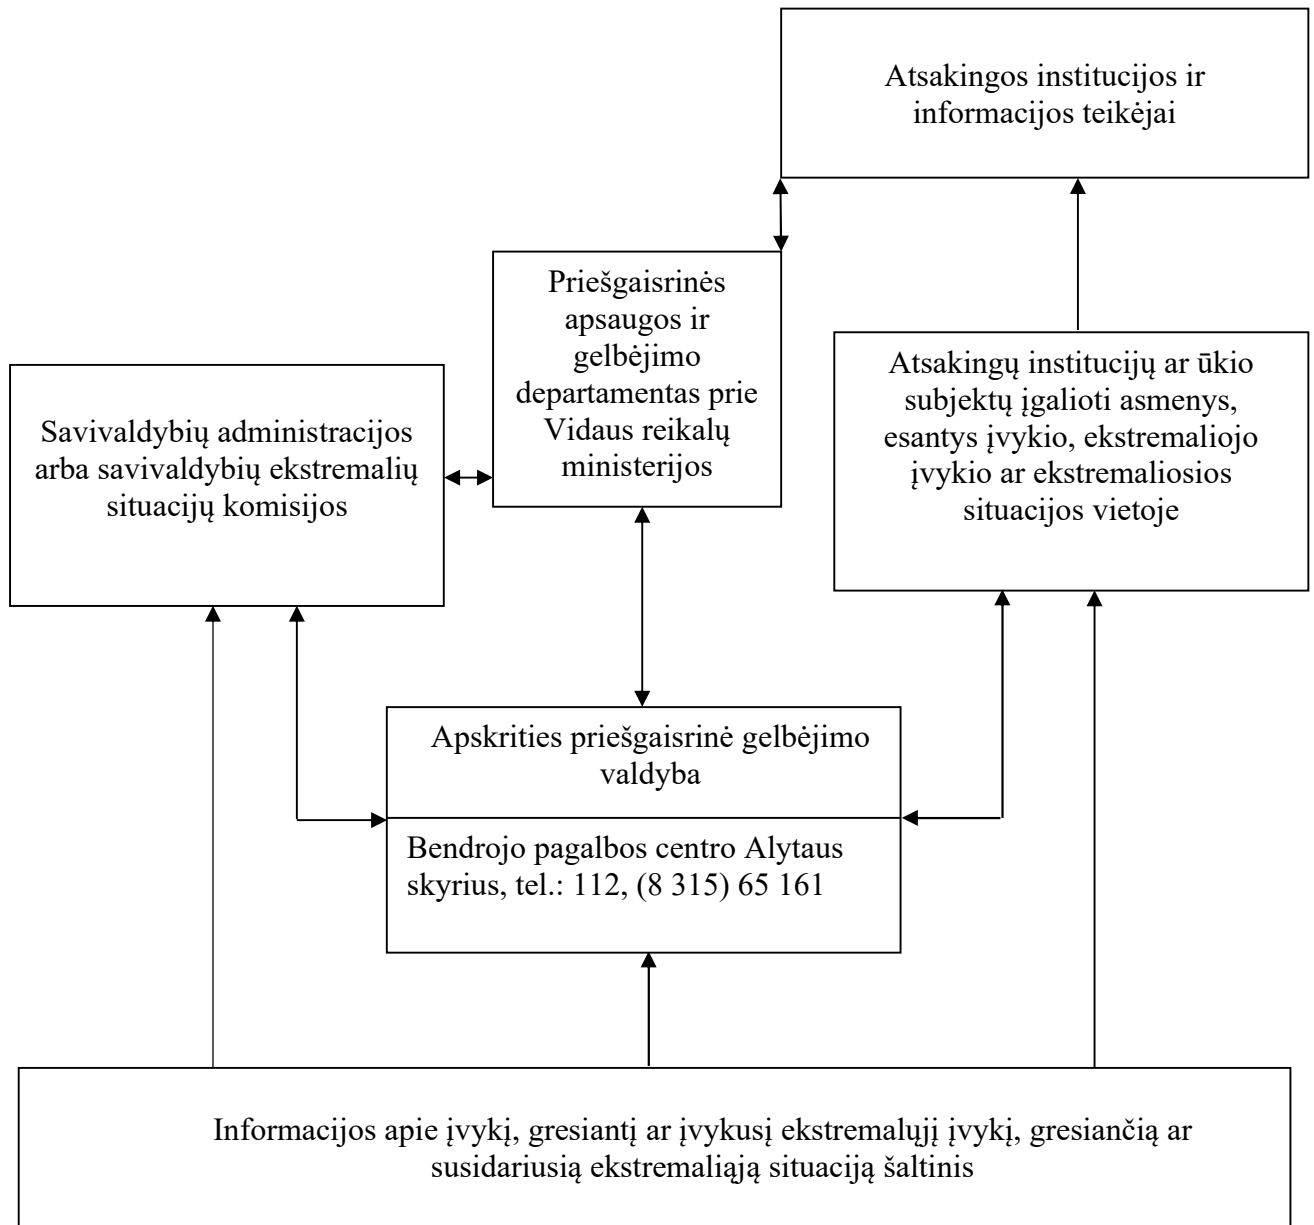 Atsakingos institucijos ir
informacijos teikėjai
Priešgaisrinės
apsaugos ir
gelbėjimo
departamentas prie
Vidaus reikalų
ministerijos
Atsakingų institucijų ar ūkio
subjektų įgalioti asmenys,
esantys įvykio, ekstremaliojo
įvykio ar ekstremaliosios
situacijos vietoje
Savivaldybių administracijos
arba savivaldybių ekstremalių
situacijų komisijos
Apskrities priešgaisrinė gelbėjimo
valdyba
Bendrojo pagalbos centro Alytaus
skyrius, tel.: 112, (8 315) 65 161
Informacijos apie įvykį, gresiantį ar įvykusį ekstremalųjį įvykį, gresiančią ar
susidariusią ekstremaliąją situaciją šaltinis